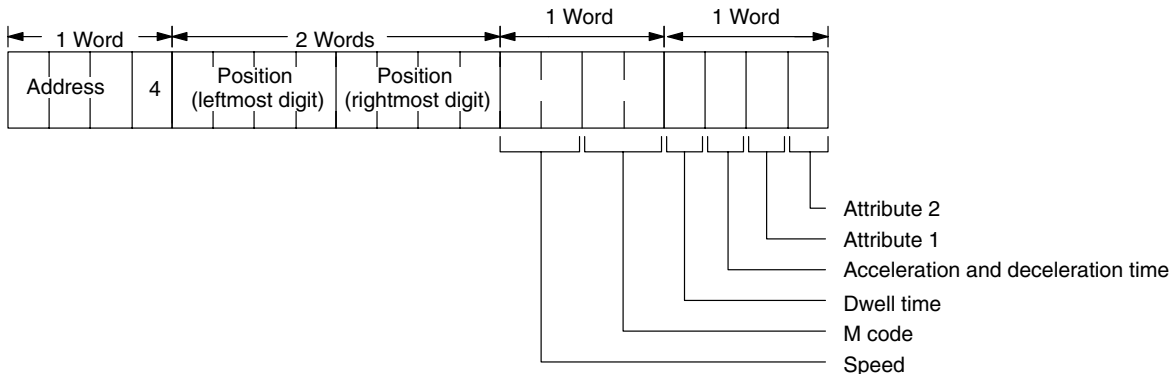 1 Word
2 Words
1 Word
1 Word
Address
4
Position
(leftmost digit)
Position
(rightmost digit)
Attribute 2
Attribute 1
Acceleration and deceleration time
Dwell time
M code
Speed